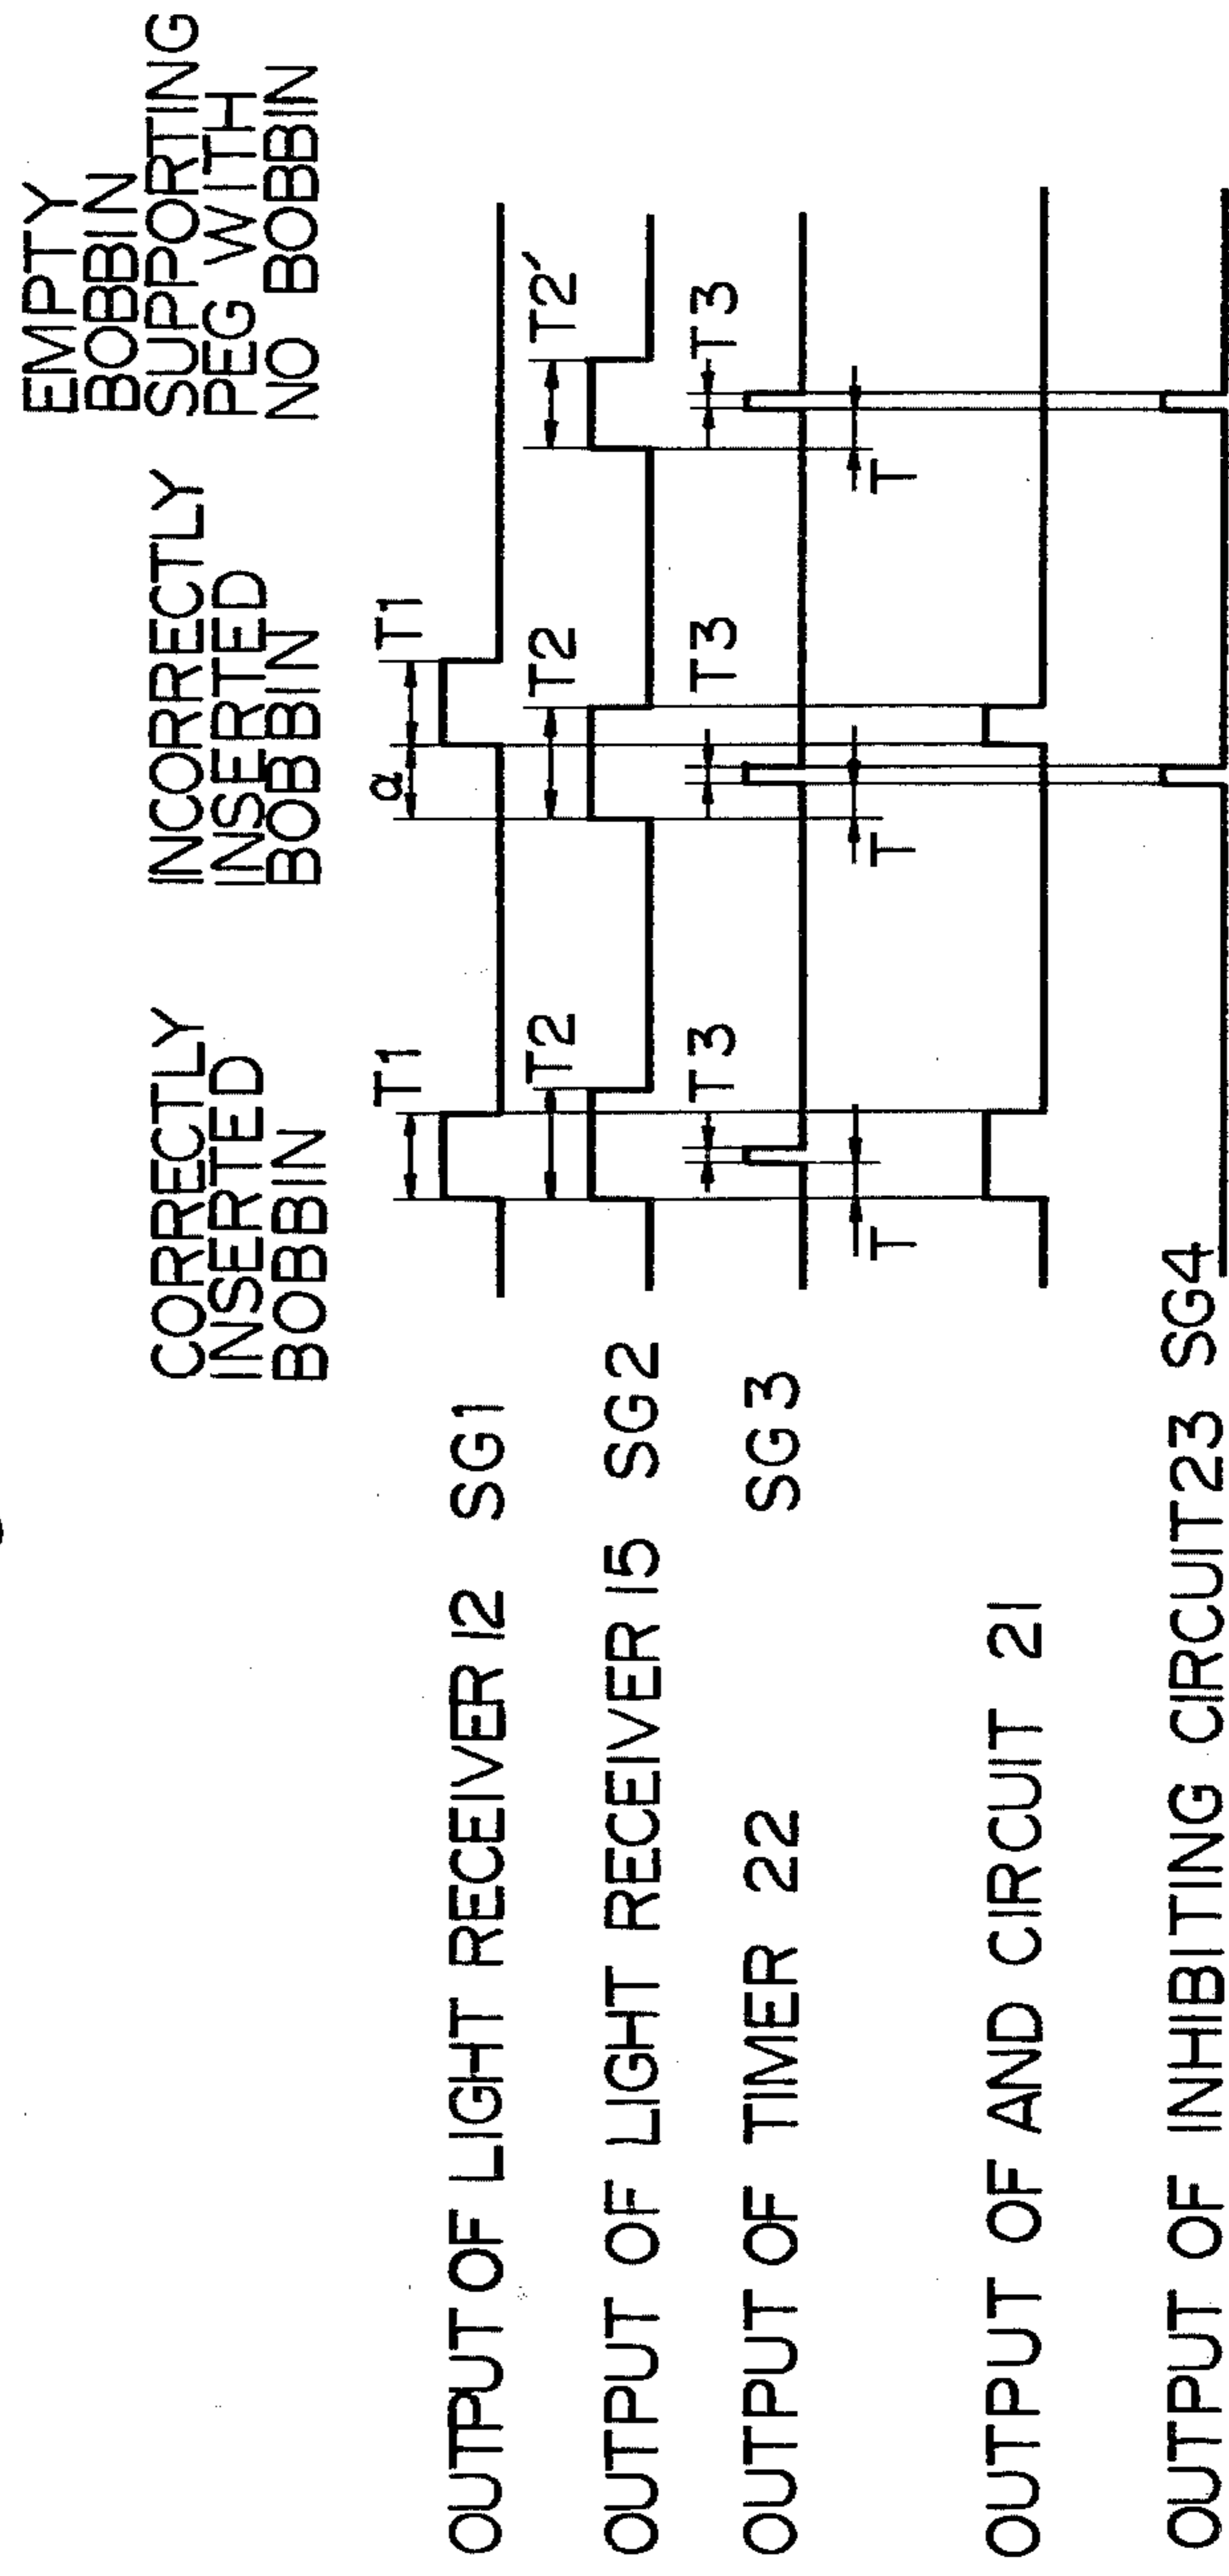 CORRECTLY
INSERTED
BOBBIN
INCORRECTLY
INSERTED
BOBBIN
EMPTY
BOBBIN
SUPPORTING
PEG WITH
NO BOBBIN
OUTPUT OF LIGHT RECEIVER 12 SG1
T1
α
T1
OUTPUT OF LIGHT RECEIVER 15 SG2
T2
T2
T2′
OUTPUT OF TIMER 22 SG3
T3
T3
T3
T
T
T
OUTPUT OF AND CIRCUIT 21
OUTPUT OF INHIBITING CIRCUIT23 SG4